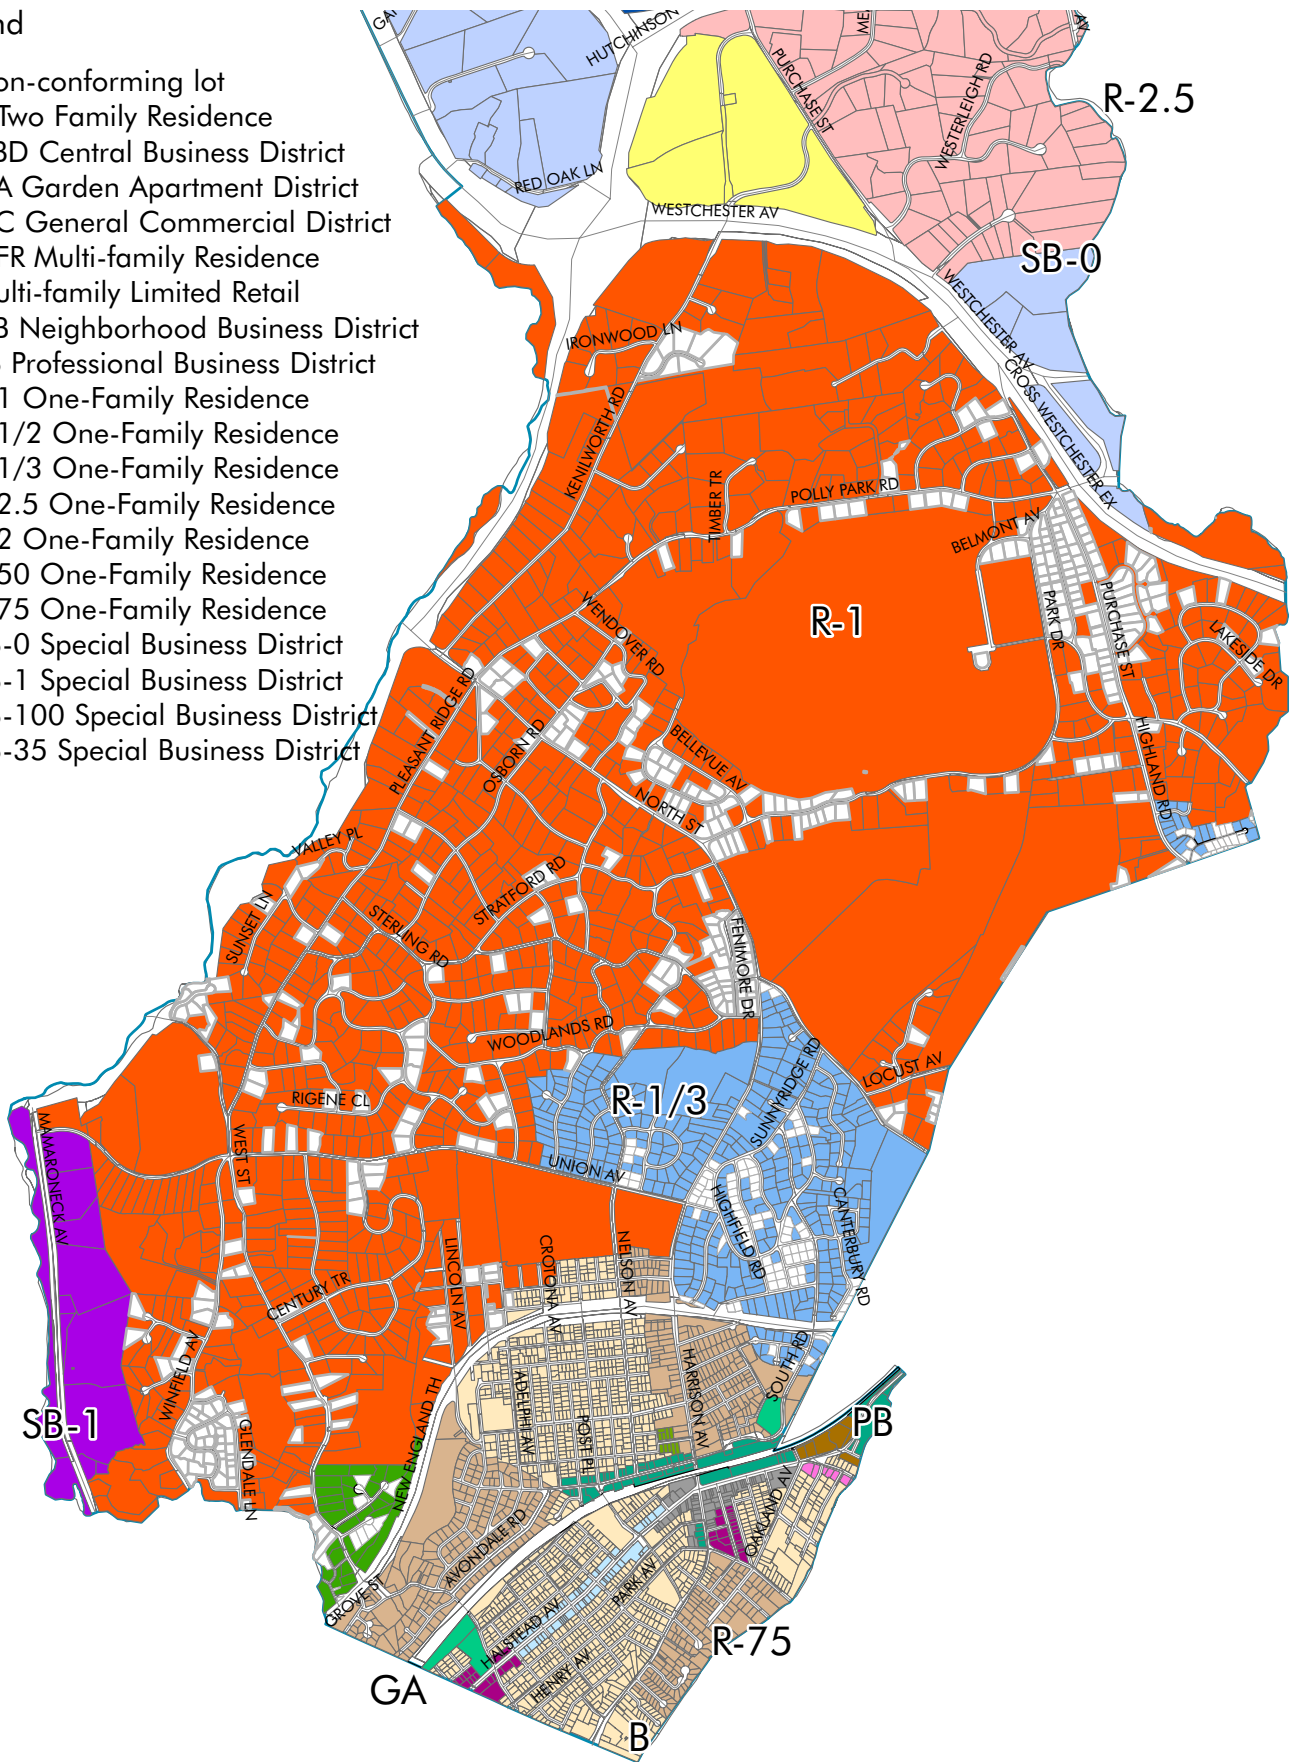 nd
on-conforming lot
Two Family Residence
BD Central Business District
A Garden Apartment District
C General Commercial District
FR Multi-family Residence
ulti-family Limited Retail
B Neighborhood Business District
Professional Business District
1 One-Family Residence
1/2 One-Family Residence
1/3 One-Family Residence
2.5 One-Family Residence
2 One-Family Residence
50 One-Family Residence
75 One-Family Residence
-0 Special Business District
-1 Special Business District
-100 Special Business District
-35 Special Business District
HUTCHINSON
PURCHASE ST
WESTERLEIGH RD
R-2.5
RED OAK LN
WESTCHESTER AV
SB-0
WESTCHESTER AV
IRONWOOD LN
CROSS WESTCHESTER EX
KENILWORTH RD
TIMBER TR
POLLY PARK RD
BELMONT AV
WENDOVER RD
R-1
PARK DR
PURCHASE ST
LAKESIDE DR
PLEASANT RIDGE RD
OSBORN RD
BELLEVUE AV
HIGHLAND RD
NORTH ST
VALLEY PL
STRATFORD RD
SUNSET LN
STERLING RD
FENIMORE DR
WOODLANDS RD
SUNNYRIDGE RD
LOCUST AV
RIGENE CL
R-1/3
MAMARONECK AV
WEST ST
UNION AV
HIGHFIELD RD
CANTERBURY RD
LINCOLN AV
CROTONA AV
NELSON AV
CENTURY TR
WINFIELD AV
ADELPHI AV
HARRISON AV
SOUTH RD
SB-1
GLENDALE LN
NEW ENGLAND TH
POST PL
PB
OAKLAND AV
AVONDALE RD
GROVE ST
PARK AV
HALSTEAD AV
R-75
HENRY AV
GA
B